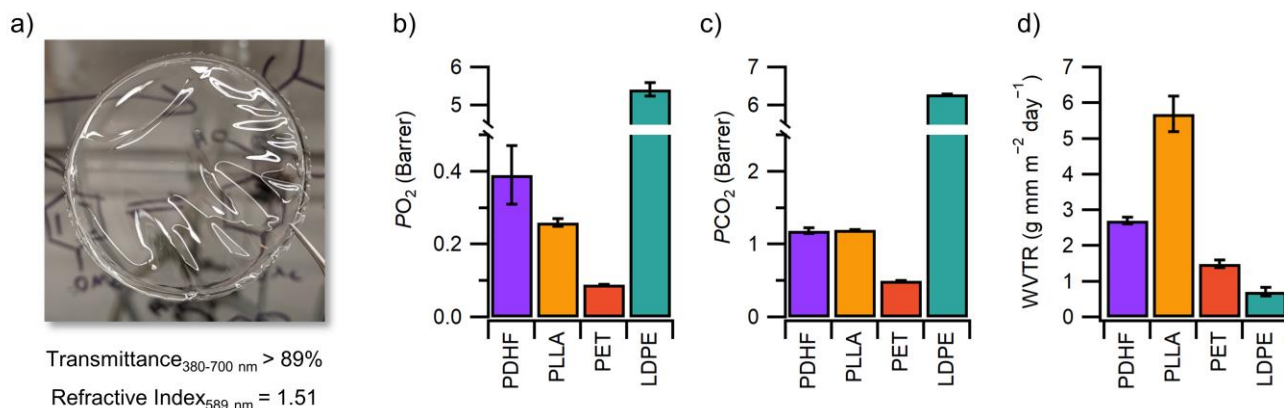 a)
Transmittance380-700 nm > 89%
Refractive Index589 nm = 1.51
b)
PO2 (Barrer)
6
5
0.4
0.2
0.0
PDHF
PLLA
PET
LDPE
c)
PCO2 (Barrer)
7
6
2
1
0
PDHF
PLLA
PET
LDPE
d)
WVTR (g mm m−2 day−1)
7
6
5
4
3
2
1
0
PDHF
PLLA
PET
LDPE